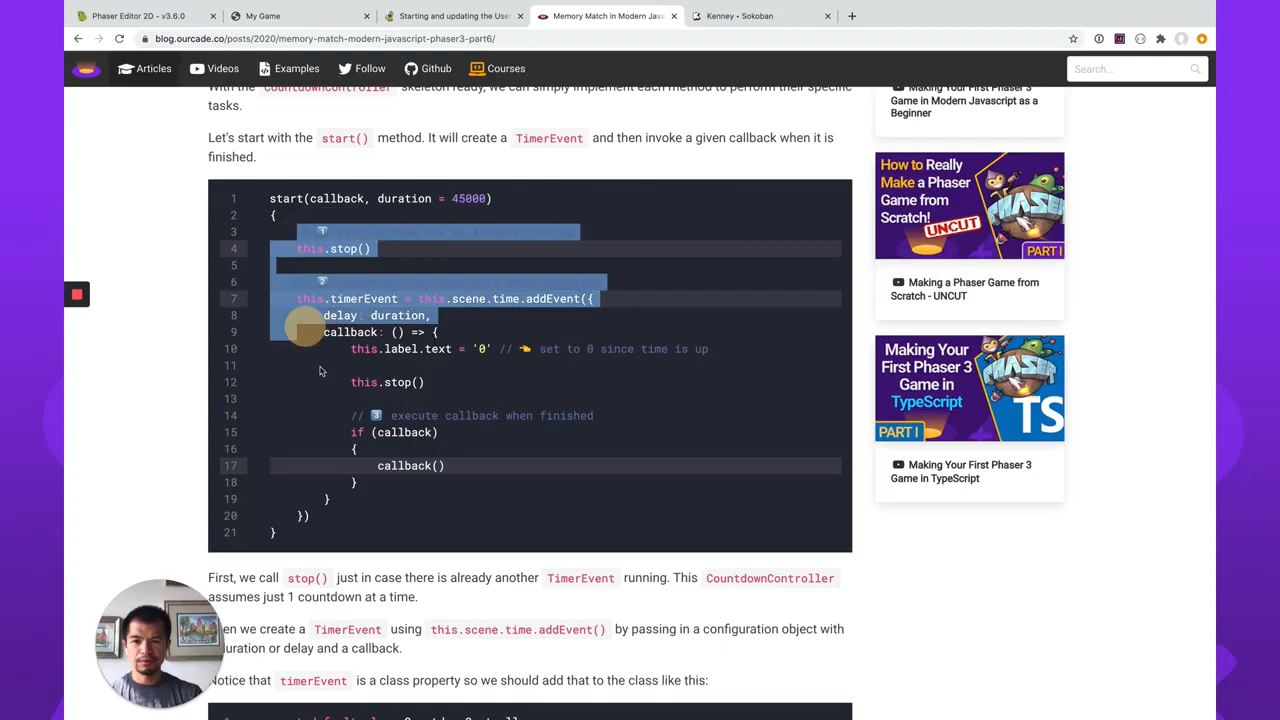 Phaser Editor 2D - v3.6.0
My Game
Starting and updating the User
Memory Match in Modern Java
Kenney • Sokoban
blog.ourcade.co/posts/2020/memory-match-modern-javascript-phaser3-part6/
Articles
Videos
Examples
Follow
Github
Courses
Search...
With the CountdownController skeleton ready, we can simply implement each method to perform their specific
tasks.
Let's start with the start() method. It will create a TimerEvent and then invoke a given callback when it is
finished.
1 start(callback, duration = 45000)
2 {
3
4 this.stop()
5
6
7 this.timerEvent = this.scene.time.addEvent({
8 delay: duration,
9 callback: () => {
10 this.label.text = '0' // 👈 set to 0 since time is up
11
12 this.stop()
13
14 // 3️⃣ execute callback when finished
15 if (callback)
16 {
17 callback()
18 }
19 }
20 })
21 }
First, we call stop() just in case there is already another TimerEvent running. This CountdownController
assumes just 1 countdown at a time.
en we create a TimerEvent using this.scene.time.addEvent() by passing in a configuration object with
duration or delay and a callback.
Notice that timerEvent is a class property so we should add that to the class like this:
Making Your First Phaser 3
Game in Modern Javascript as a
Beginner
How to Really
Make a Phaser
Game from
Scratch!
UNCUT
PHASER
PART I
Making a Phaser Game from
Scratch - UNCUT
Making Your
First Phaser 3
Game in
TypeScript
PHASER
TS
PART I
Making Your First Phaser 3
Game in TypeScript